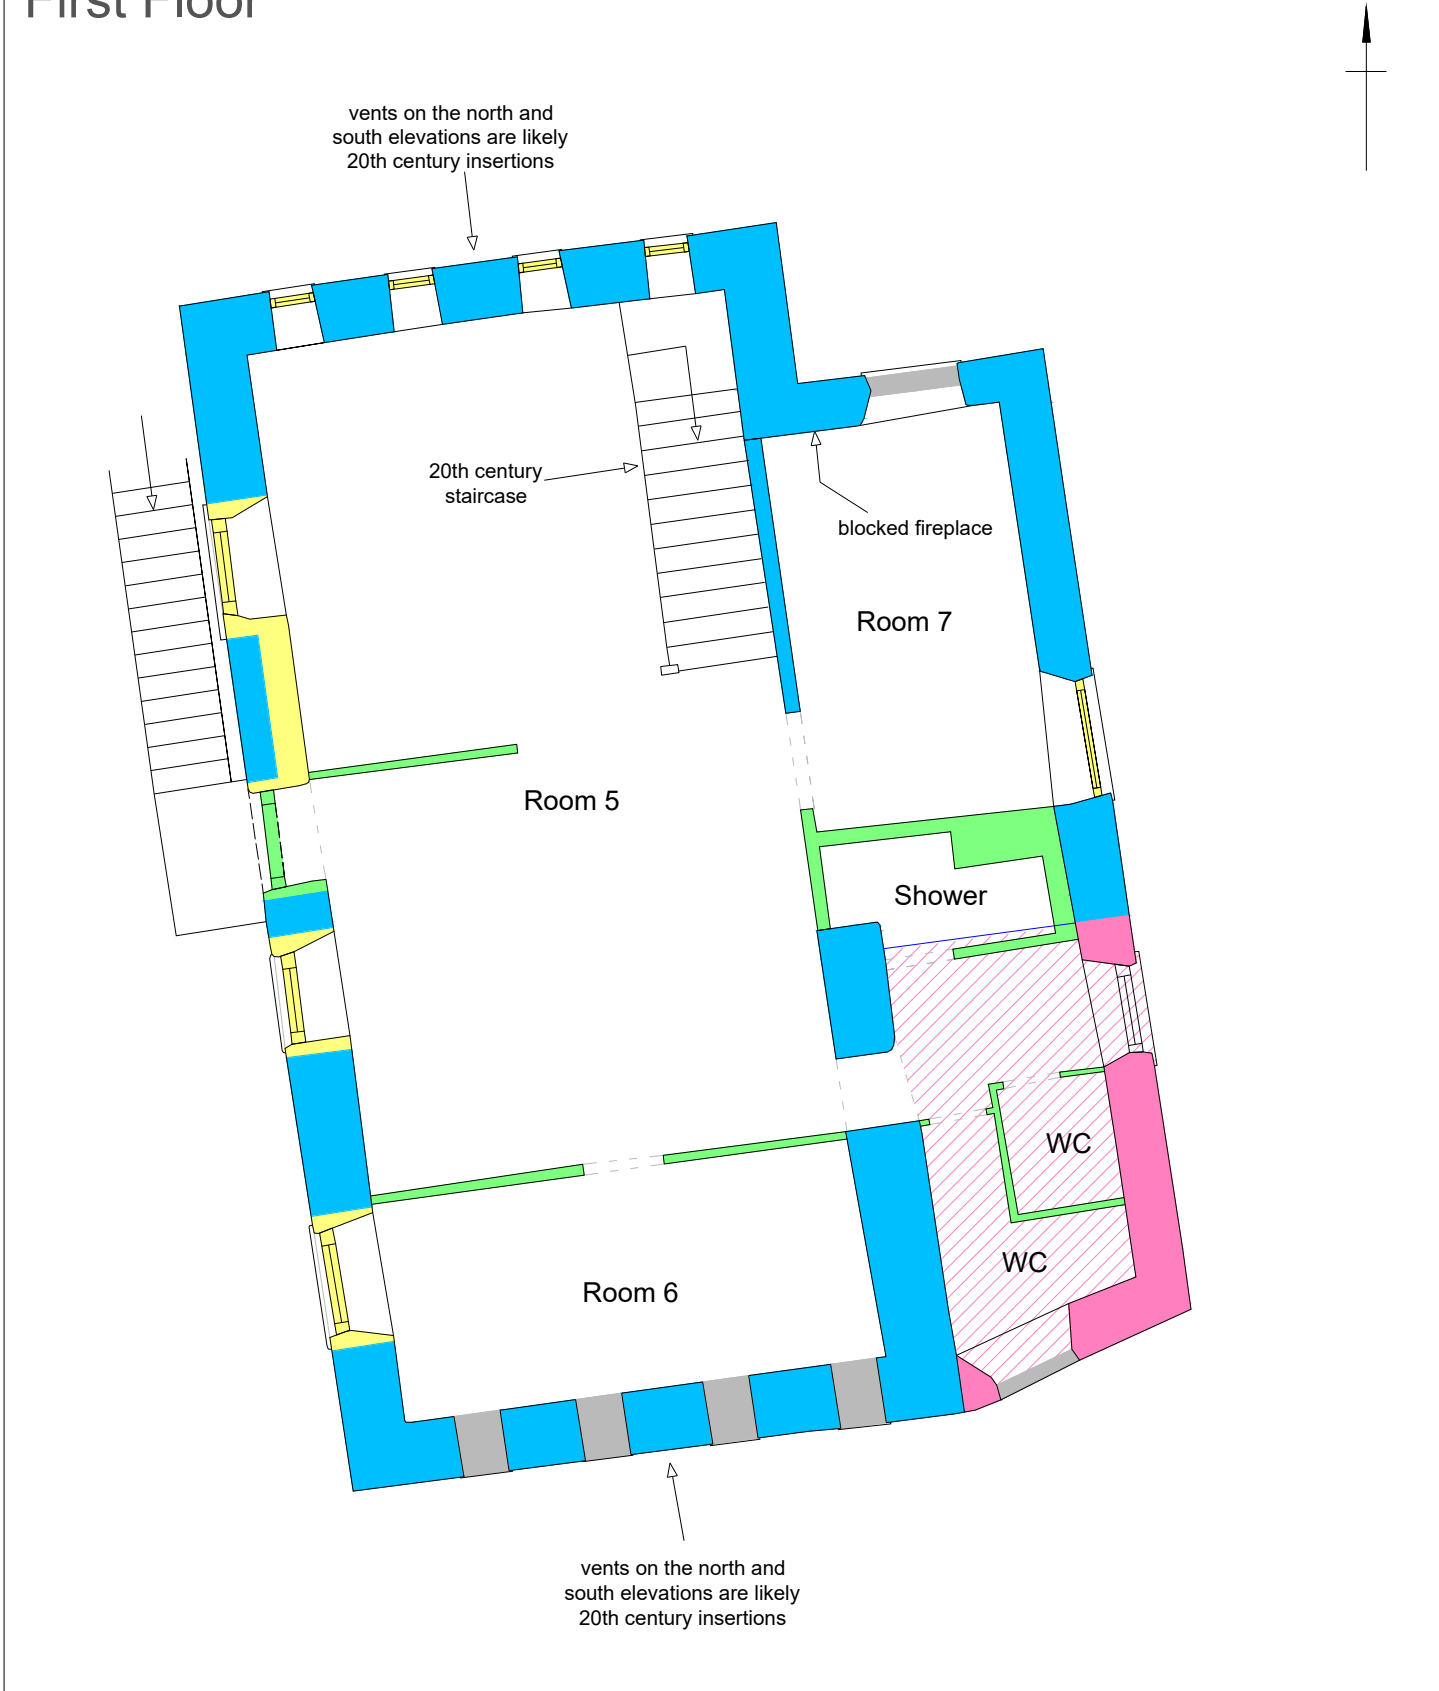 First Floor
vents on the north and
south elevations are likely
20th century insertions
20th century
staircase
blocked fireplace
Room 7
Room 5
Shower
WC
WC
Room 6
vents on the north and
south elevations are likely
20th century insertions